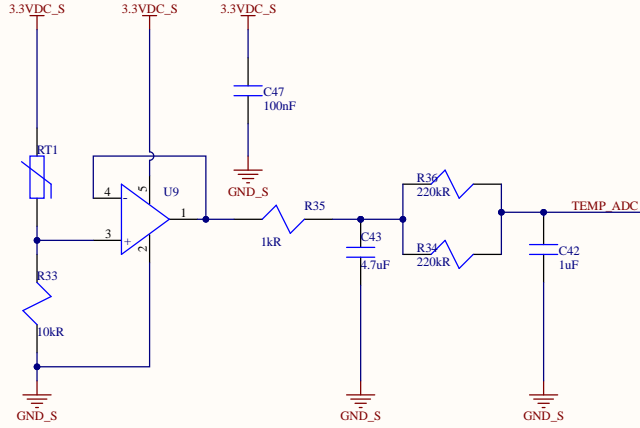 3.3VDC_S
3.3VDC_S
3.3VDC_S
C47
100nF
RT1
GND_S
U9
4
5
1
3
2
-
+
R35
1kR
R36
220kR
R34
220kR
TEMP_ADC
C43
4.7uF
C42
1uF
R33
10kR
GND_S
GND_S
GND_S